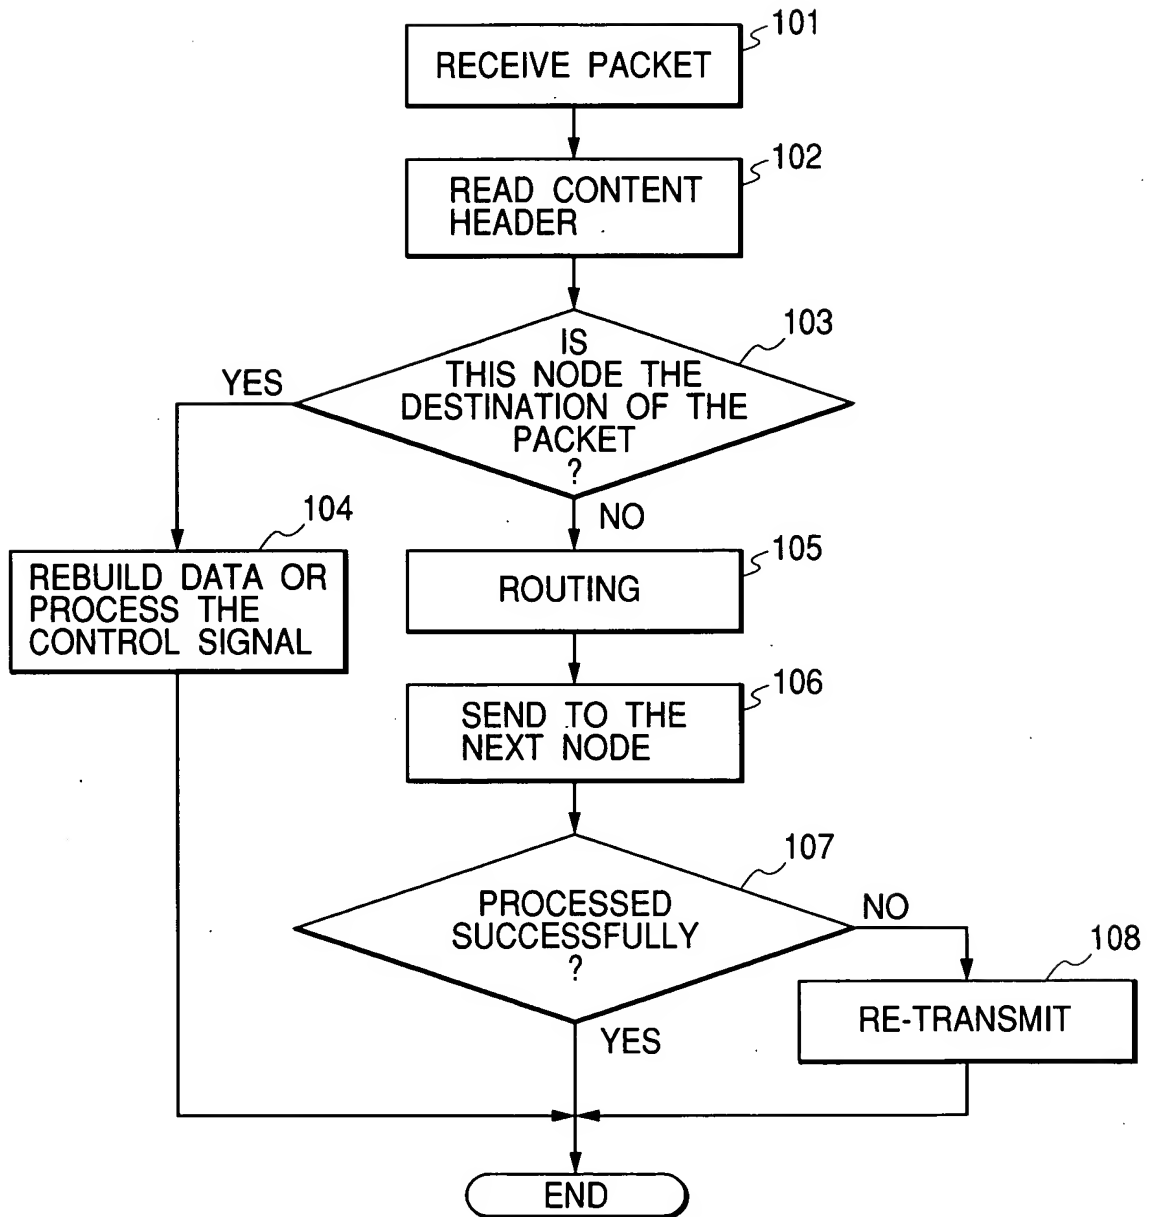 101
RECEIVE PACKET
102
READ CONTENT
HEADER
103
IS
THIS NODE THE
DESTINATION OF THE
PACKET
?
YES
NO
104
REBUILD DATA OR
PROCESS THE
CONTROL SIGNAL
105
ROUTING
106
SEND TO THE
NEXT NODE
107
PROCESSED
SUCCESSFULLY
?
NO
YES
108
RE-TRANSMIT
END